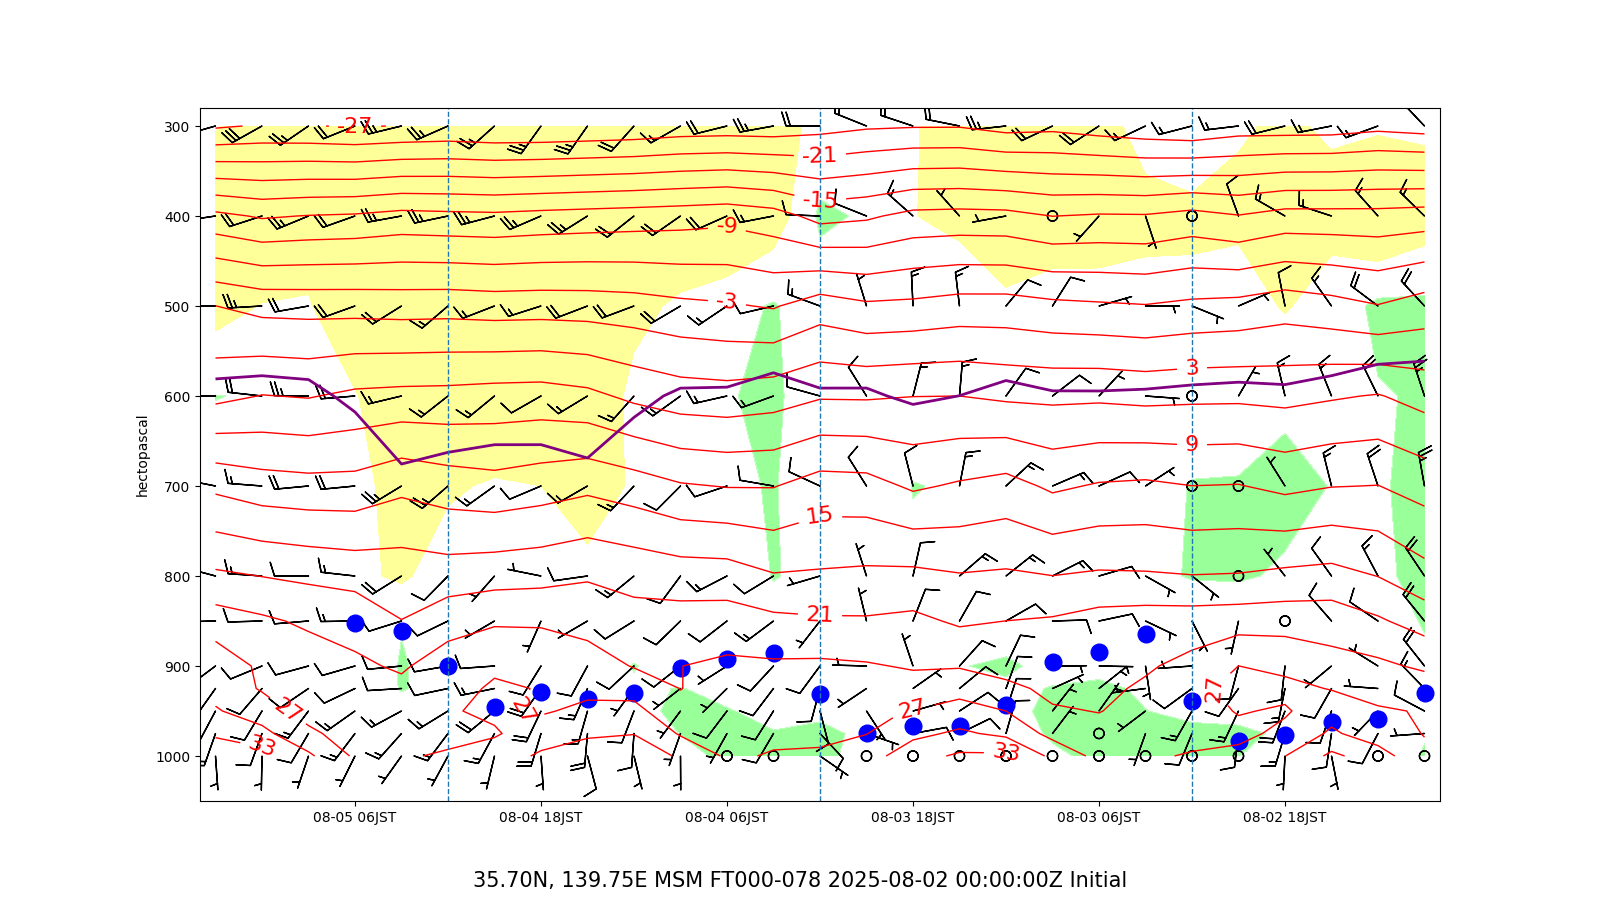 300
400
500
600
700
800
900
1000
hectopascal
-27
-21
-15
-9
-3
3
9
15
21
27
27
27
27
33
33
08-05 06JST
08-04 18JST
08-04 06JST
08-03 18JST
08-03 06JST
08-02 18JST
35.70N, 139.75E MSM FT000-078 2025-08-02 00:00:00Z Initial